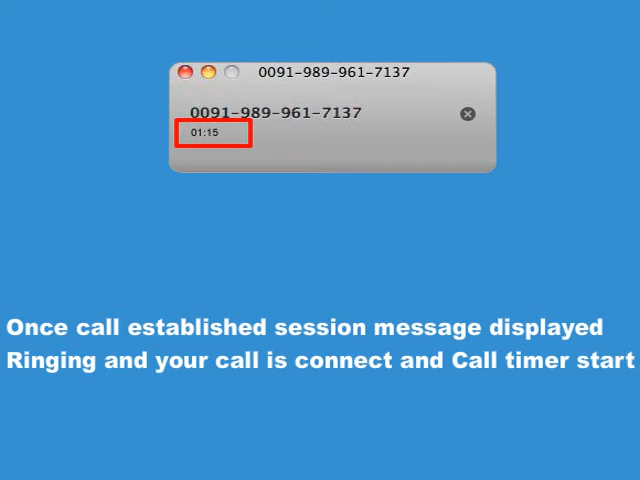 0091-989-961-7137
0091-989-961-7137
01:15
Once call established session message displayed
Ringing and your call is connect and Call timer start